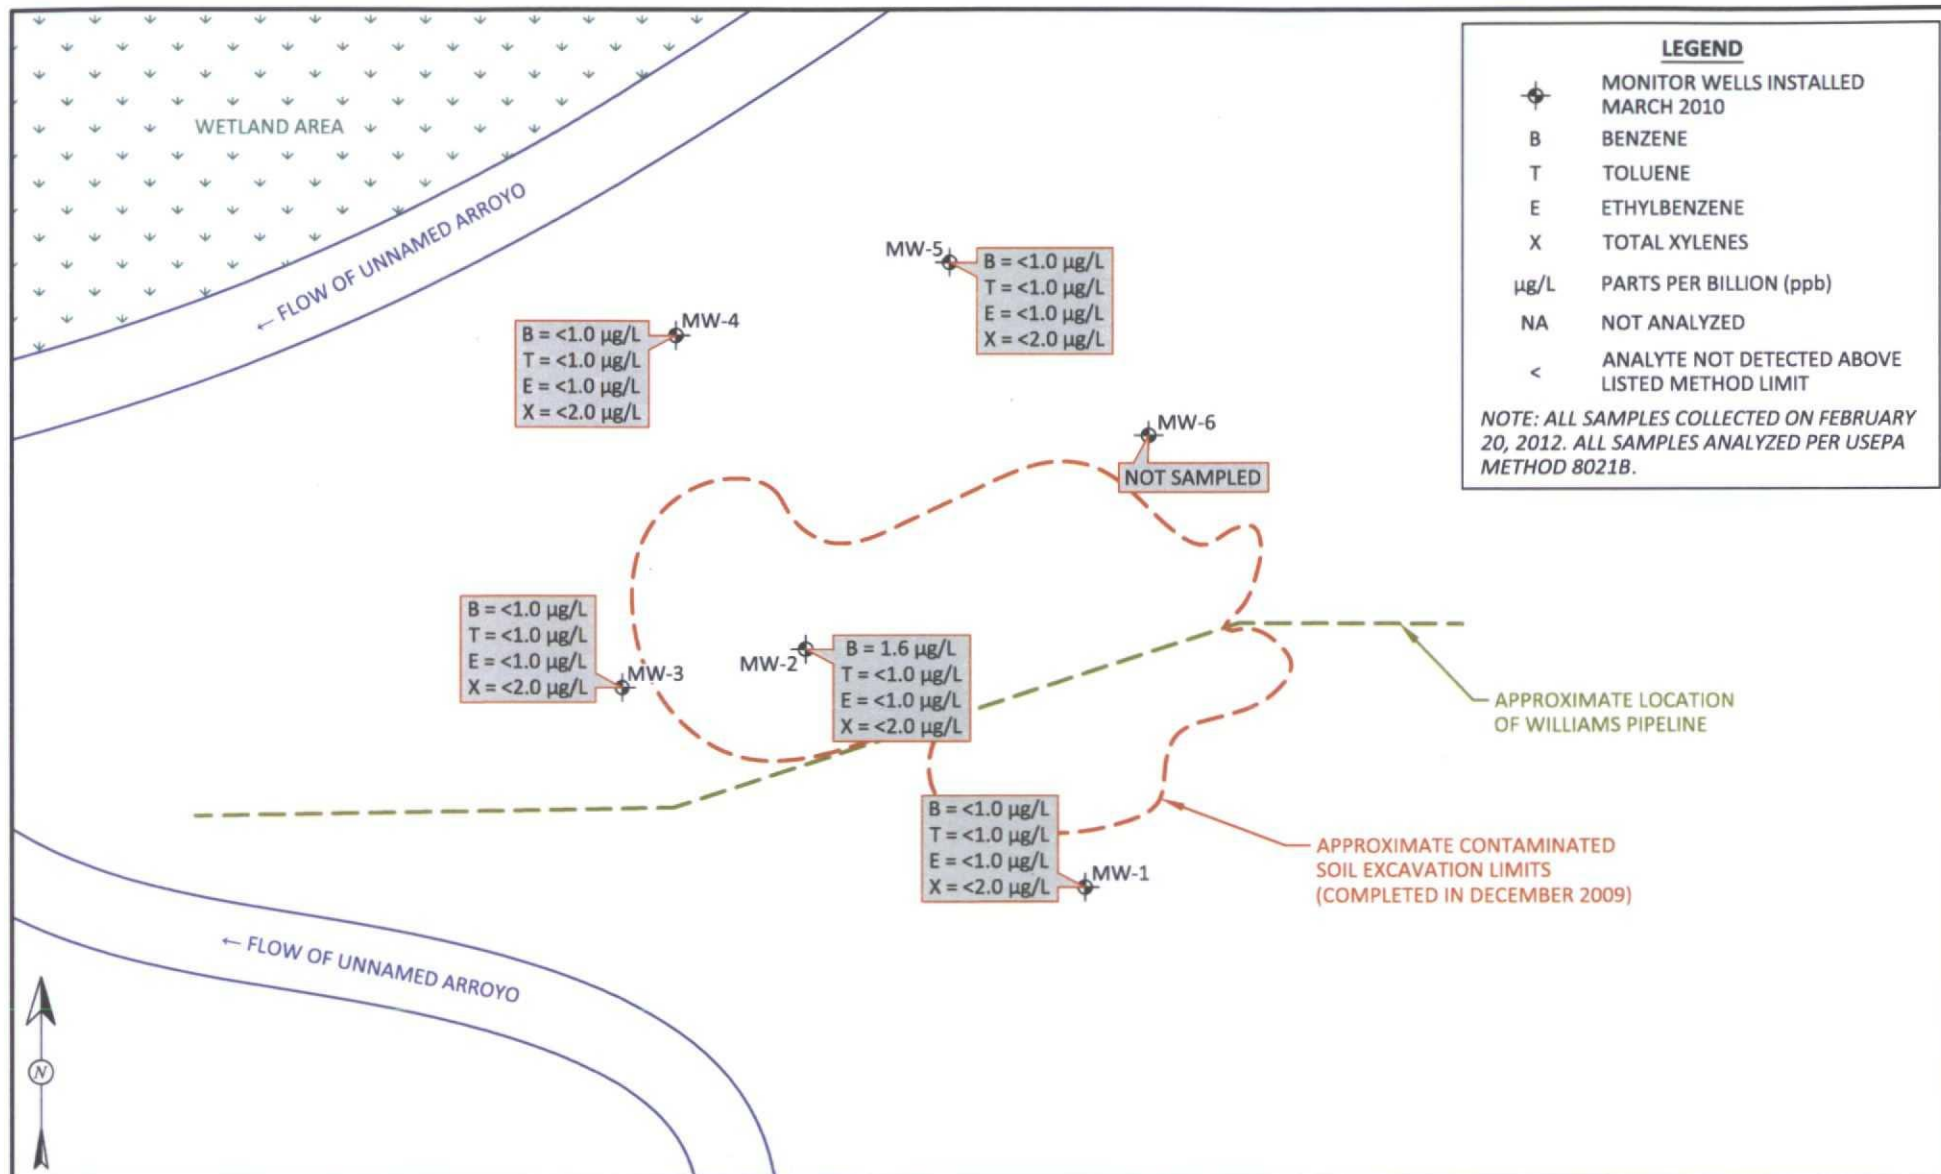 WETLAND AREA
← FLOW OF UNNAMED ARROYO
MW-5
B = <1.0 µg/L
T = <1.0 µg/L
E = <1.0 µg/L
X = <2.0 µg/L
MW-4
B = <1.0 µg/L
T = <1.0 µg/L
E = <1.0 µg/L
X = <2.0 µg/L
MW-6
NOT SAMPLED
B = <1.0 µg/L
T = <1.0 µg/L
E = <1.0 µg/L
X = <2.0 µg/L
MW-3
MW-2
B = 1.6 µg/L
T = <1.0 µg/L
E = <1.0 µg/L
X = <2.0 µg/L
B = <1.0 µg/L
T = <1.0 µg/L
E = <1.0 µg/L
X = <2.0 µg/L
MW-1
APPROXIMATE LOCATION
OF WILLIAMS PIPELINE
APPROXIMATE CONTAMINATED
SOIL EXCAVATION LIMITS
(COMPLETED IN DECEMBER 2009)
← FLOW OF UNNAMED ARROYO
N
LEGEND
MONITOR WELLS INSTALLED
MARCH 2010
B BENZENE
T TOLUENE
E ETHYLBENZENE
X TOTAL XYLENES
µg/L PARTS PER BILLION (ppb)
NA NOT ANALYZED
< ANALYTE NOT DETECTED ABOVE
LISTED METHOD LIMIT
NOTE: ALL SAMPLES COLLECTED ON FEBRUARY
20, 2012. ALL SAMPLES ANALYZED PER USEPA
METHOD 8021B.